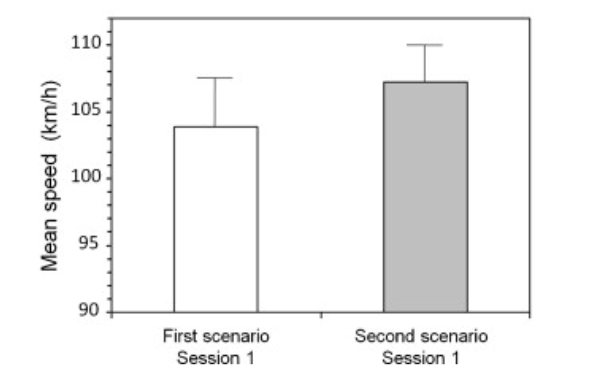 Mean speed (km/h)
110
105
100
95
90
First scenario
Session 1
Second scenario
Session 1